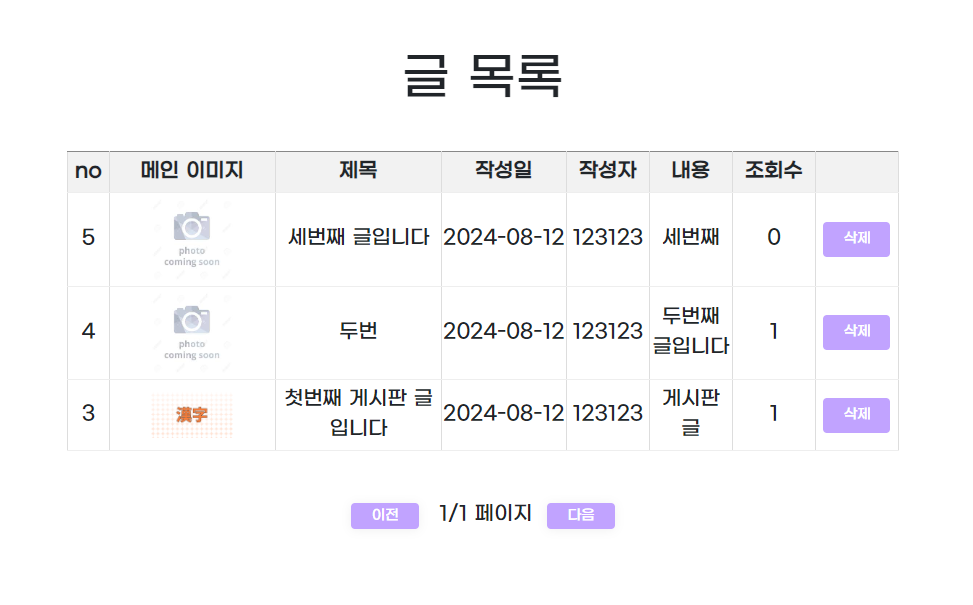 글 목록
no 메인 이미지 제목 작성일 작성자 내용 조회수
5 photo coming soon 세번째 글입니다 2024-08-12 123123 세번째 0 삭제
4 photo coming soon 두번 2024-08-12 123123 두번째 글입니다 1 삭제
3 漢字 첫번째 게시판 글입니다 2024-08-12 123123 게시판 글 1 삭제
이전 1/1 페이지 다음